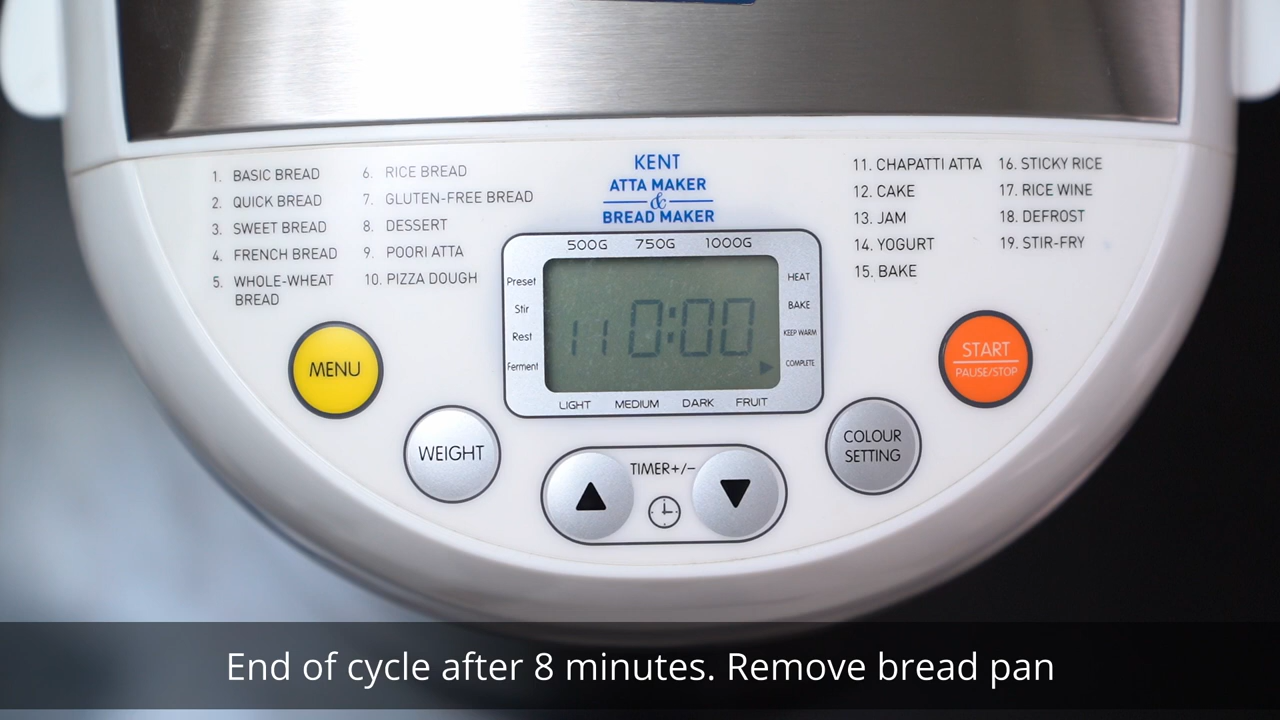 1. BASIC BREAD
2. QUICK BREAD
3. SWEET BREAD
4. FRENCH BREAD
5. WHOLE-WHEAT
BREAD
6. RICE BREAD
7. GLUTEN-FREE BREAD
8. DESSERT
9. POORI ATTA
10. PIZZA DOUGH
KENT
ATTA MAKER
&
BREAD MAKER
11. CHAPATTI ATTA
12. CAKE
13. JAM
14. YOGURT
15. BAKE
16. STICKY RICE
17. RICE WINE
18. DEFROST
19. STIR-FRY
500G 750G 1000G
Preset
Stir
Rest
Ferment
11 0:00
HEAT
BAKE
KEEP WARM
COMPLETE
LIGHT MEDIUM DARK FRUIT
MENU
WEIGHT
TIMER+/-
COLOUR
SETTING
START
PAUSE/STOP
End of cycle after 8 minutes. Remove bread pan